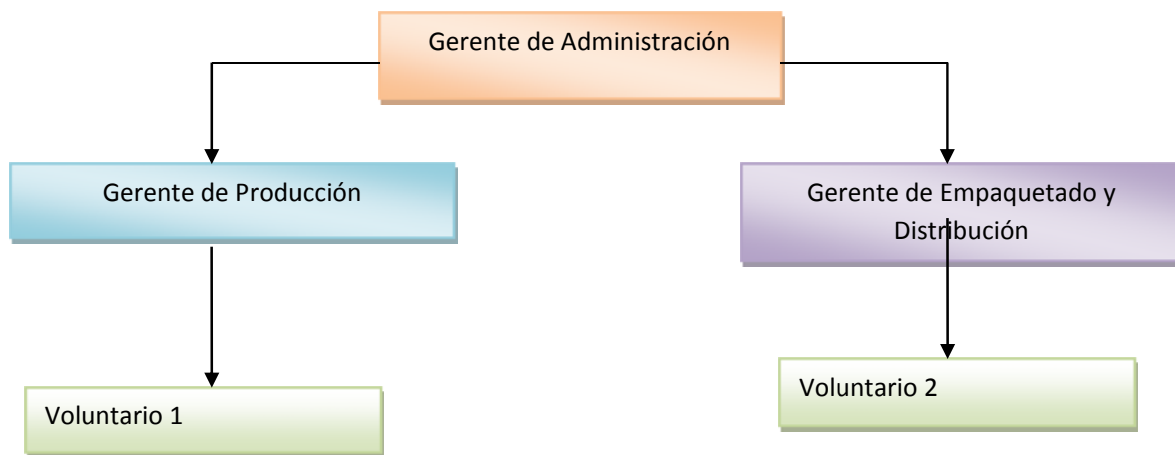 Gerente de Administración
Gerente de Producción
Gerente de Empaquetado y
Distribución
Voluntario 1
Voluntario 2